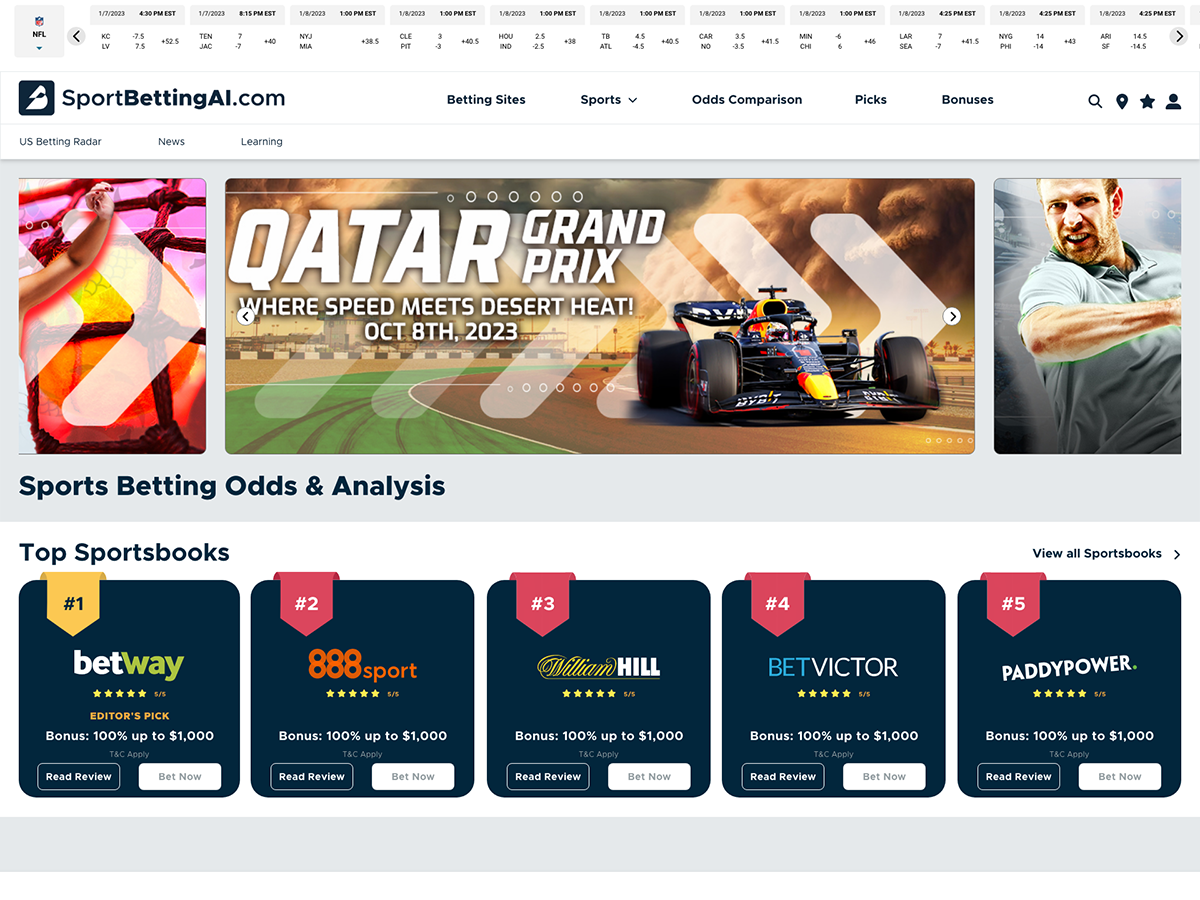 NFL
1/7/2023 4:30 PM EST
KC -7.5
LV 7.5
+52.5
1/7/2023 8:15 PM EST
TEN 7
JAC -7
+40
1/8/2023 1:00 PM EST
NYJ
MIA
+38.5
1/8/2023 1:00 PM EST
CLE 3
PIT -3
+40.5
1/8/2023 1:00 PM EST
HOU 2.5
IND -2.5
+38
1/8/2023 1:00 PM EST
TB 4.5
ATL -4.5
+40.5
1/8/2023 1:00 PM EST
CAR 3.5
NO -3.5
+41.5
1/8/2023 1:00 PM EST
MIN -6
CHI 6
+46
1/8/2023 4:25 PM EST
LAR 7
SEA -7
+41.5
1/8/2023 4:25 PM EST
NYG 14
PHI -14
+43
1/8/2023 4:25 PM EST
ARI 14.5
SF -14.5
SportBettingAI.com
Betting Sites Sports Odds Comparison Picks Bonuses
US Betting Radar News Learning
QATAR GRAND PRIX
WHERE SPEED MEETS DESERT HEAT!
OCT 8TH, 2023
Sports Betting Odds & Analysis
Top Sportsbooks
View all Sportsbooks
#1
betway
5/5
EDITOR'S PICK
Bonus: 100% up to $1,000
T&C Apply
Read Review Bet Now
#2
888sport
5/5
Bonus: 100% up to $1,000
T&C Apply
Read Review Bet Now
#3
William HILL
5/5
Bonus: 100% up to $1,000
T&C Apply
Read Review Bet Now
#4
BETVICTOR
5/5
Bonus: 100% up to $1,000
T&C Apply
Read Review Bet Now
#5
PADDYPOWER.
5/5
Bonus: 100% up to $1,000
T&C Apply
Read Review Bet Now